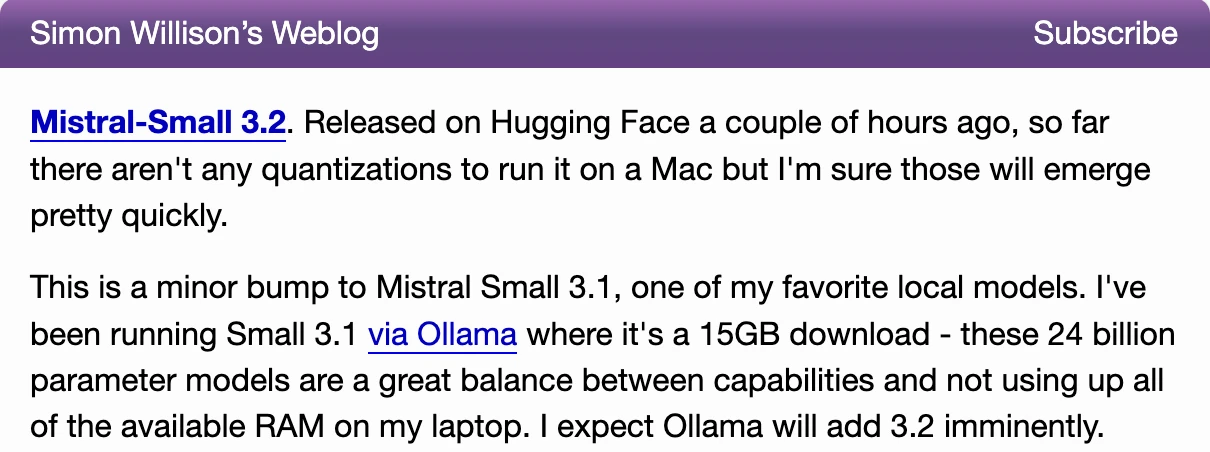 Simon Willison’s Weblog
Subscribe
Mistral-Small 3.2. Released on Hugging Face a couple of hours ago, so far
there aren't any quantizations to run it on a Mac but I'm sure those will emerge
pretty quickly.
This is a minor bump to Mistral Small 3.1, one of my favorite local models. I've
been running Small 3.1 via Ollama where it's a 15GB download - these 24 billion
parameter models are a great balance between capabilities and not using up all
of the available RAM on my laptop. I expect Ollama will add 3.2 imminently.